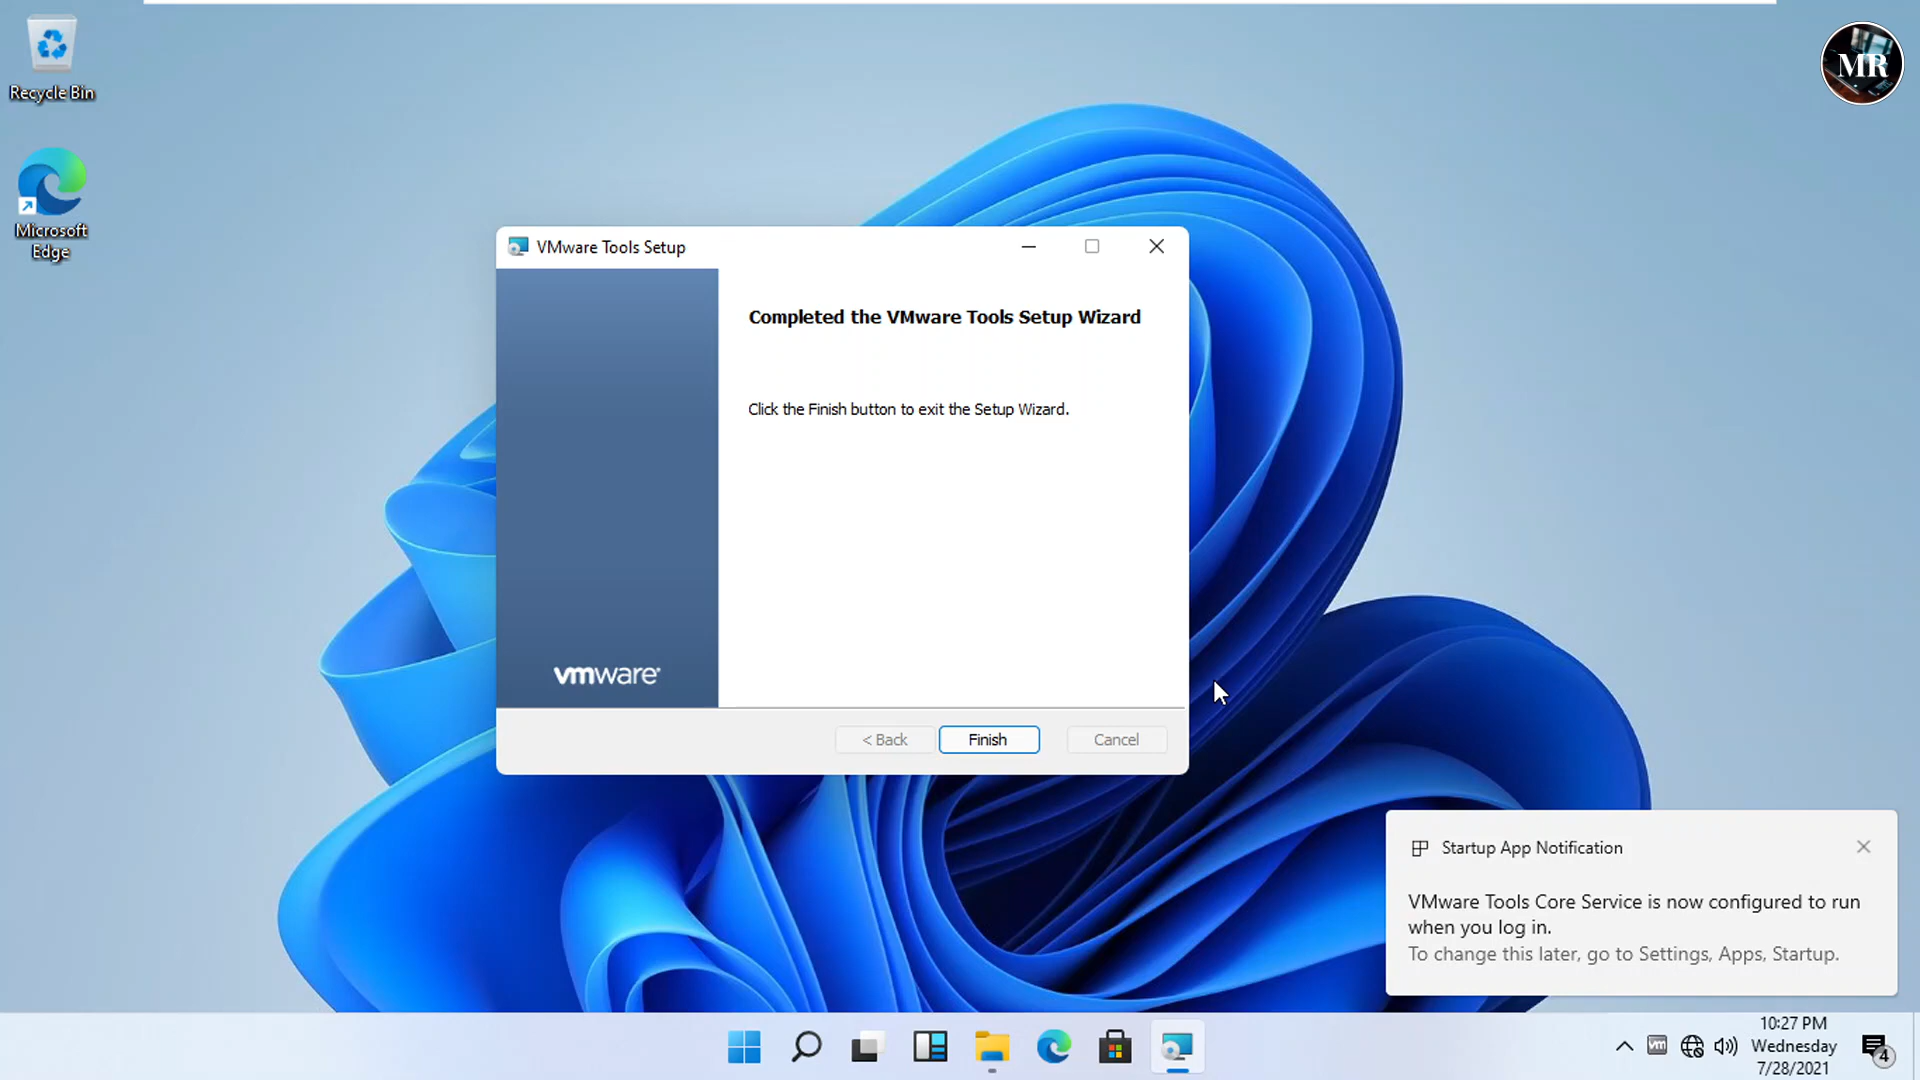 Recycle Bin
Microsoft
Edge
MR
VMware Tools Setup
Completed the VMware Tools Setup Wizard
Click the Finish button to exit the Setup Wizard.
vmware®
< Back
Finish
Cancel
Startup App Notification
VMware Tools Core Service is now configured to run
when you log in.
To change this later, go to Settings, Apps, Startup.
vm
10:27 PM
Wednesday
7/28/2021
4